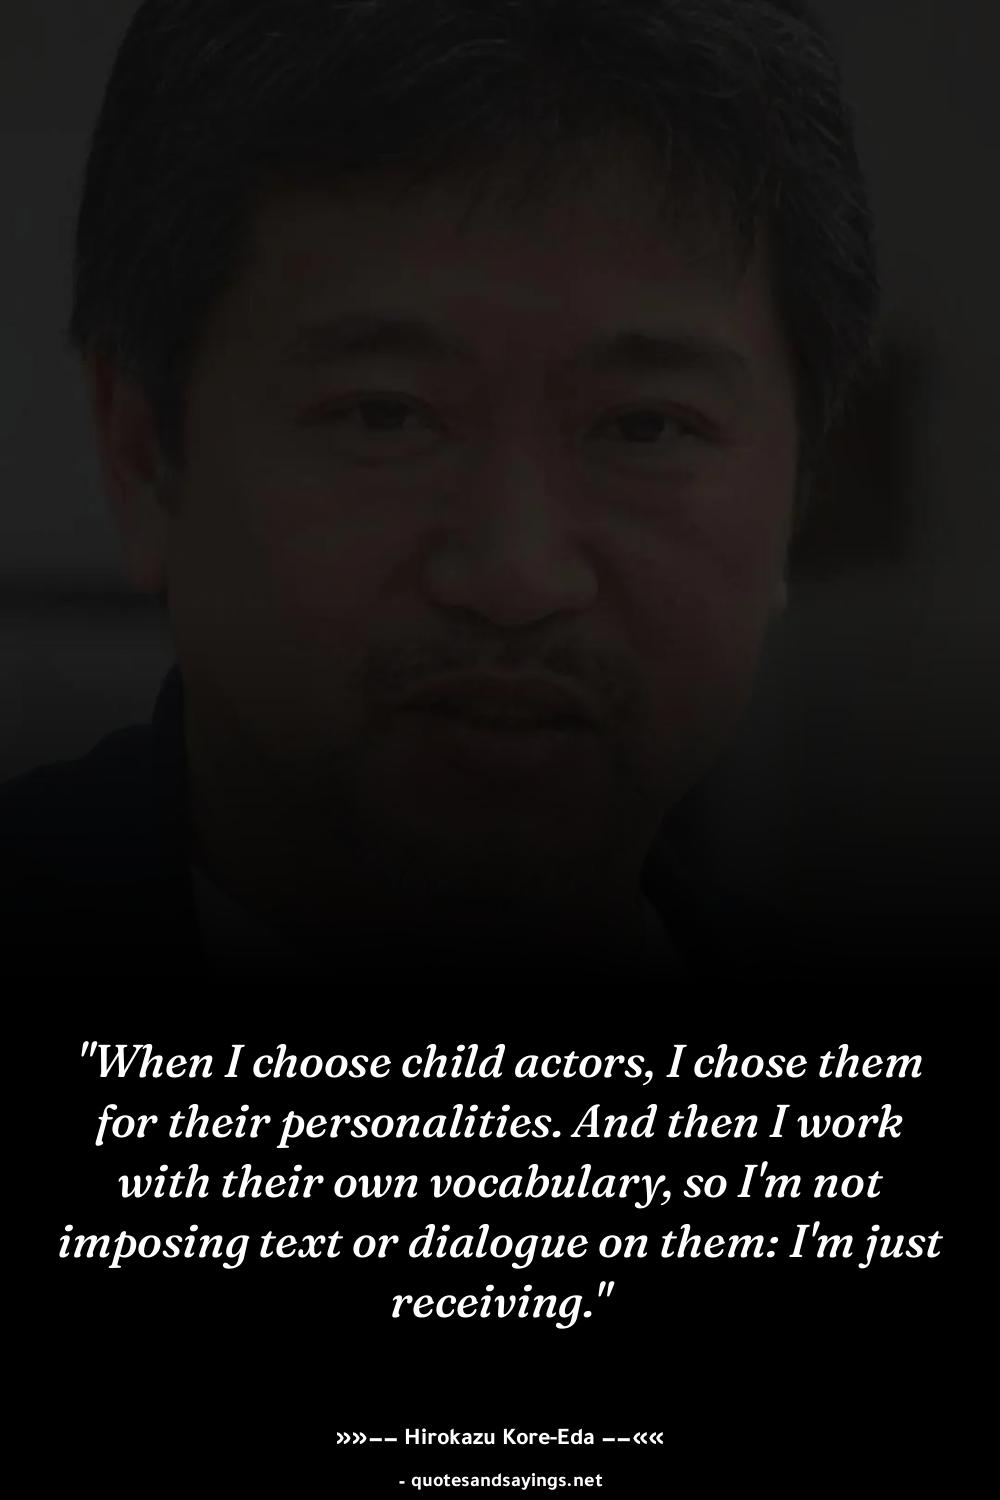 "When I choose child actors, I chose them
for their personalities. And then I work
with their own vocabulary, so I'm not
imposing text or dialogue on them: I'm just
receiving."
»»−− Hirokazu Kore-Eda −−««
- quotesandsayings.net